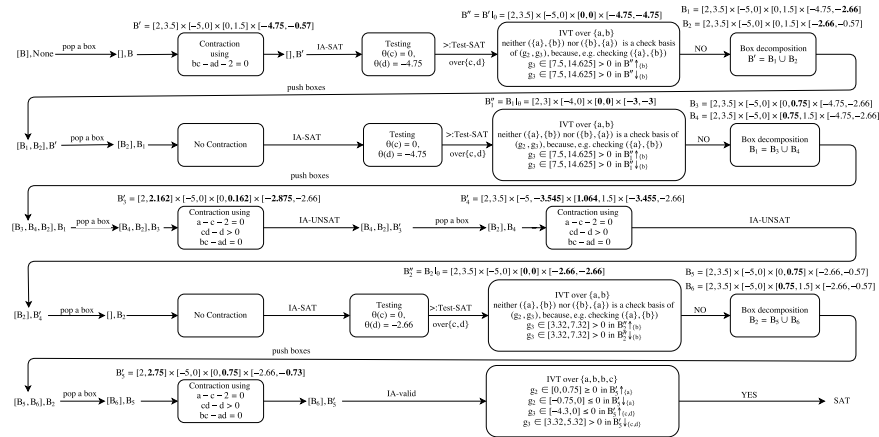 B' = [2,3.5] × [-5,0] × [0,1.5] × [-4.75, -0.57)
B'' = B'I₀ = [2,3.5] × [-5,0] × [0,0] × [-4.75, -4.75]
B₁ = [2,3.5] × [-5,0] × [0,1.5] × [-4.75, -2.66]
B₂ = [2,3.5] × [-5,0] × [0,1.5] × [-2.66, -0.57)
[B], None
pop a box
[], B
Contraction
using
bc - ad - 2 = 0
[], B'
IA-SAT
Testing
θ(c) = 0,
θ(d) = -4.75
>:Test-SAT
over{c, d}
IVT over {a, b}
neither ({a}, {b}) nor ({b}, {a}) is a check basis
of (g₂, g₃), because, e.g. checking ({a}, {b})
g₃ ∈ [7.5, 14.625] > 0 in B''↑{b}
g₃ ∈ [7.5, 14.625] > 0 in B''↓{b}
NO
Box decomposition
B' = B₁ ∪ B₂
push boxes
B₁'' = B₁I₀ = [2,3] × [-4,0] × [0,0] × [-3, -3]
B₃ = [2,3.5] × [-5,0] × [0,0.75] × [-4.75,-2.66)
B₄ = [2,3.5] × [-5,0] × [0.75, 1.5] × [-4.75,-2.66)
[B₁, B₂], B'
pop a box
[B₂], B₁
No Contraction
IA-SAT
Testing
θ(c) = 0,
θ(d) = -4.75
>:Test-SAT
over{c, d}
IVT over {a, b}
neither ({a}, {b}) nor ({b}, {a}) is a check basis of
(g₂, g₃), because, e.g. checking ({a}, {b})
g₃ ∈ [7.5, 14.625] > 0 in B₁''↑{b}
g₃ ∈ [7.5, 14.625] > 0 in B₁''↓{b}
NO
Box decomposition
B₁ = B₃ ∪ B₄
push boxes
B₃' = [2, 2.162] × [-5,0] × [0, 0.162] × [-2.875, -2.66)
B₄' = [2,3.5] × [-5, -3.545] × [1.064, 1.5] × [-3.455, -2.66)
[B₃, B₄, B₂], B₁
pop a box
[B₄, B₂], B₃
Contraction using
a - c - 2 = 0
cd - d > 0
bc - ad = 0
IA-UNSAT
[B₄, B₂], B₃'
pop a box
[B₂], B₄
Contraction using
a - c - 2 = 0
cd - d > 0
bc - ad = 0
IA-UNSAT
B₂'' = B₂I₀ = [2,3.5] × [-5,0] × [0,0] × [-2.66, -2.66]
B₅ = [2,3.5] × [-5,0] × [0,0.75] × [-2.66,-0.57)
B₆ = [2,3.5] × [-5,0] × [0.75, 1.5] × [-2.66,-0.57)
[B₂], B₄'
pop a box
[], B₂
No Contraction
IA-SAT
Testing
θ(c) = 0,
θ(d) = -2.66
>:Test-SAT
over{c, d}
IVT over {a, b}
neither ({a}, {b}) nor ({b}, {a}) is a check basis of
(g₂, g₃), because, e.g. checking ({a}, {b})
g₃ ∈ [3.32, 7.32] > 0 in B₂''↑{b}
g₃ ∈ [3.32, 7.32] > 0 in B₂''↓{b}
NO
Box decomposition
B₂ = B₅ ∪ B₆
push boxes
B₅' = [2, 2.75] × [-5,0] × [0,0.75] × [-2.66, -0.73)
[B₅, B₆], B₂
pop a box
[B₆], B₅
Contraction using
a - c - 2 = 0
cd - d > 0
bc - ad = 0
[B₆], B₅'
IA-valid
IVT over {a, b, b, c}
g₂ ∈ [0, 0.75] ≥ 0 in B₅'↑{a}
g₂ ∈ [-0.75, 0] ≤ 0 in B₅'↓{a}
g₃ ∈ [-4.3, 0] ≤ 0 in B₅'↑{c,d}
g₃ ∈ [3.32, 5.32] > 0 in B₅'↓{c,d}
YES
SAT